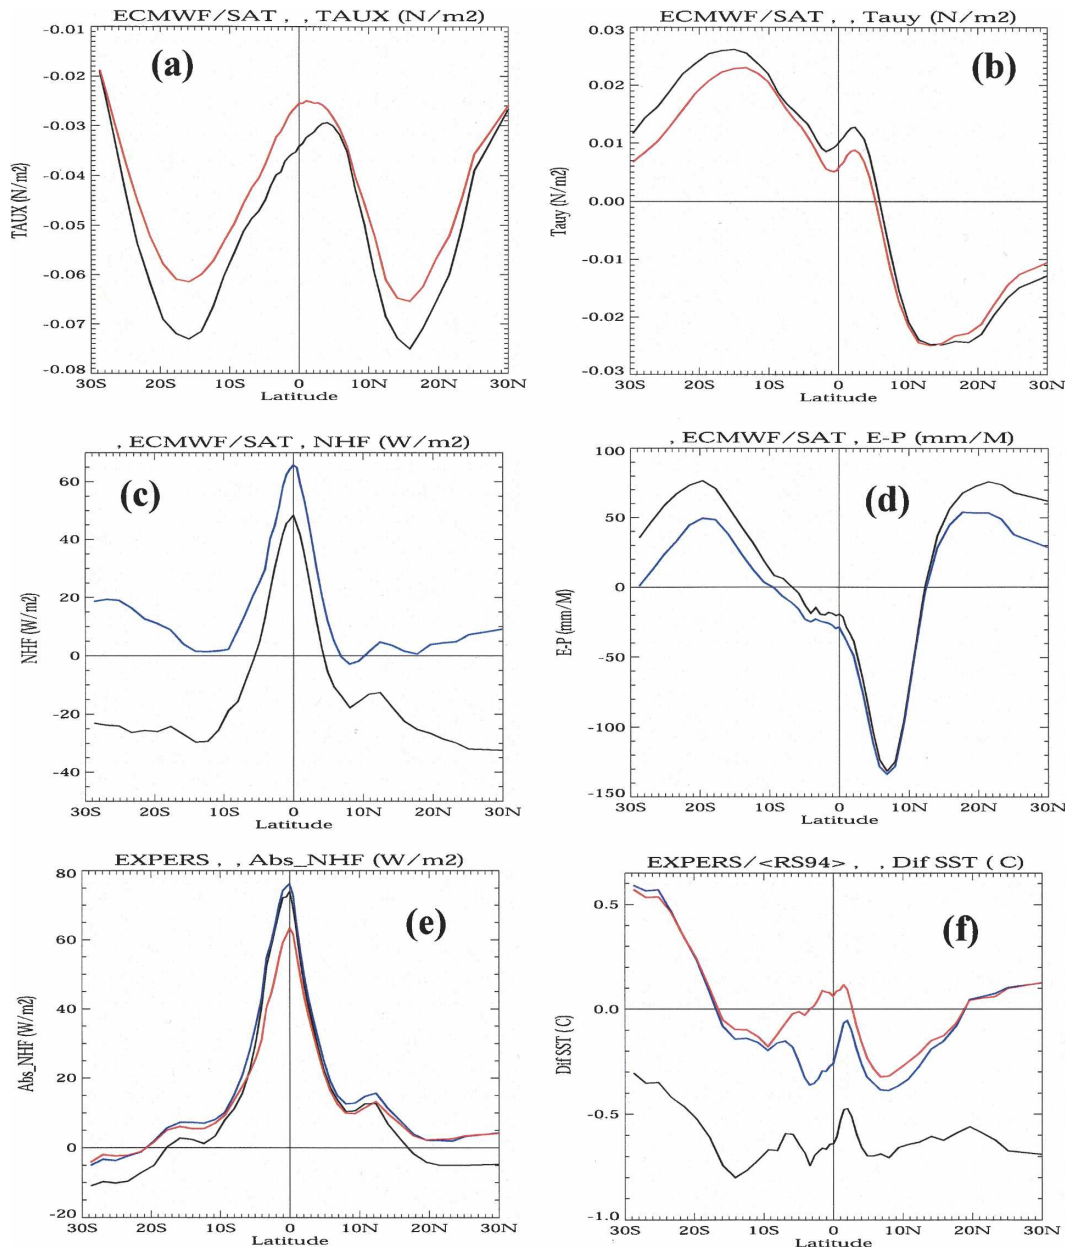 ECMWF/SAT , , TAUX (N/m2)
(a)
TAUX (N/m2)
-0.01
-0.02
-0.03
-0.04
-0.05
-0.06
-0.07
-0.08
30S 20S 10S 0 10N 20N 30N
Latitude
ECMWF/SAT , , Tauy (N/m2)
(b)
Tauy (N/m2)
0.03
0.02
0.01
0.00
-0.01
-0.02
-0.03
30S 20S 10S 0 10N 20N 30N
Latitude
, ECMWF/SAT , NHF (W/m2)
(c)
NHF (W/m2)
60
40
20
0
-20
-40
30S 20S 10S 0 10N 20N 30N
Latitude
, ECMWF/SAT , E-P (mm/M)
(d)
E-P (mm/M)
100
50
0
-50
-100
-150
30S 20S 10S 0 10N 20N 30N
Latitude
EXPERS , , Abs_NHF (W/m2)
(e)
Abs_NHF (W/m2)
80
60
40
20
0
-20
30S 20S 10S 0 10N 20N 30N
Latitude
EXPERS/<RS94> , , Dif SST ( C)
(f)
Dif SST ( C)
0.5
0.0
-0.5
-1.0
30S 20S 10S 0 10N 20N 30N
Latitude